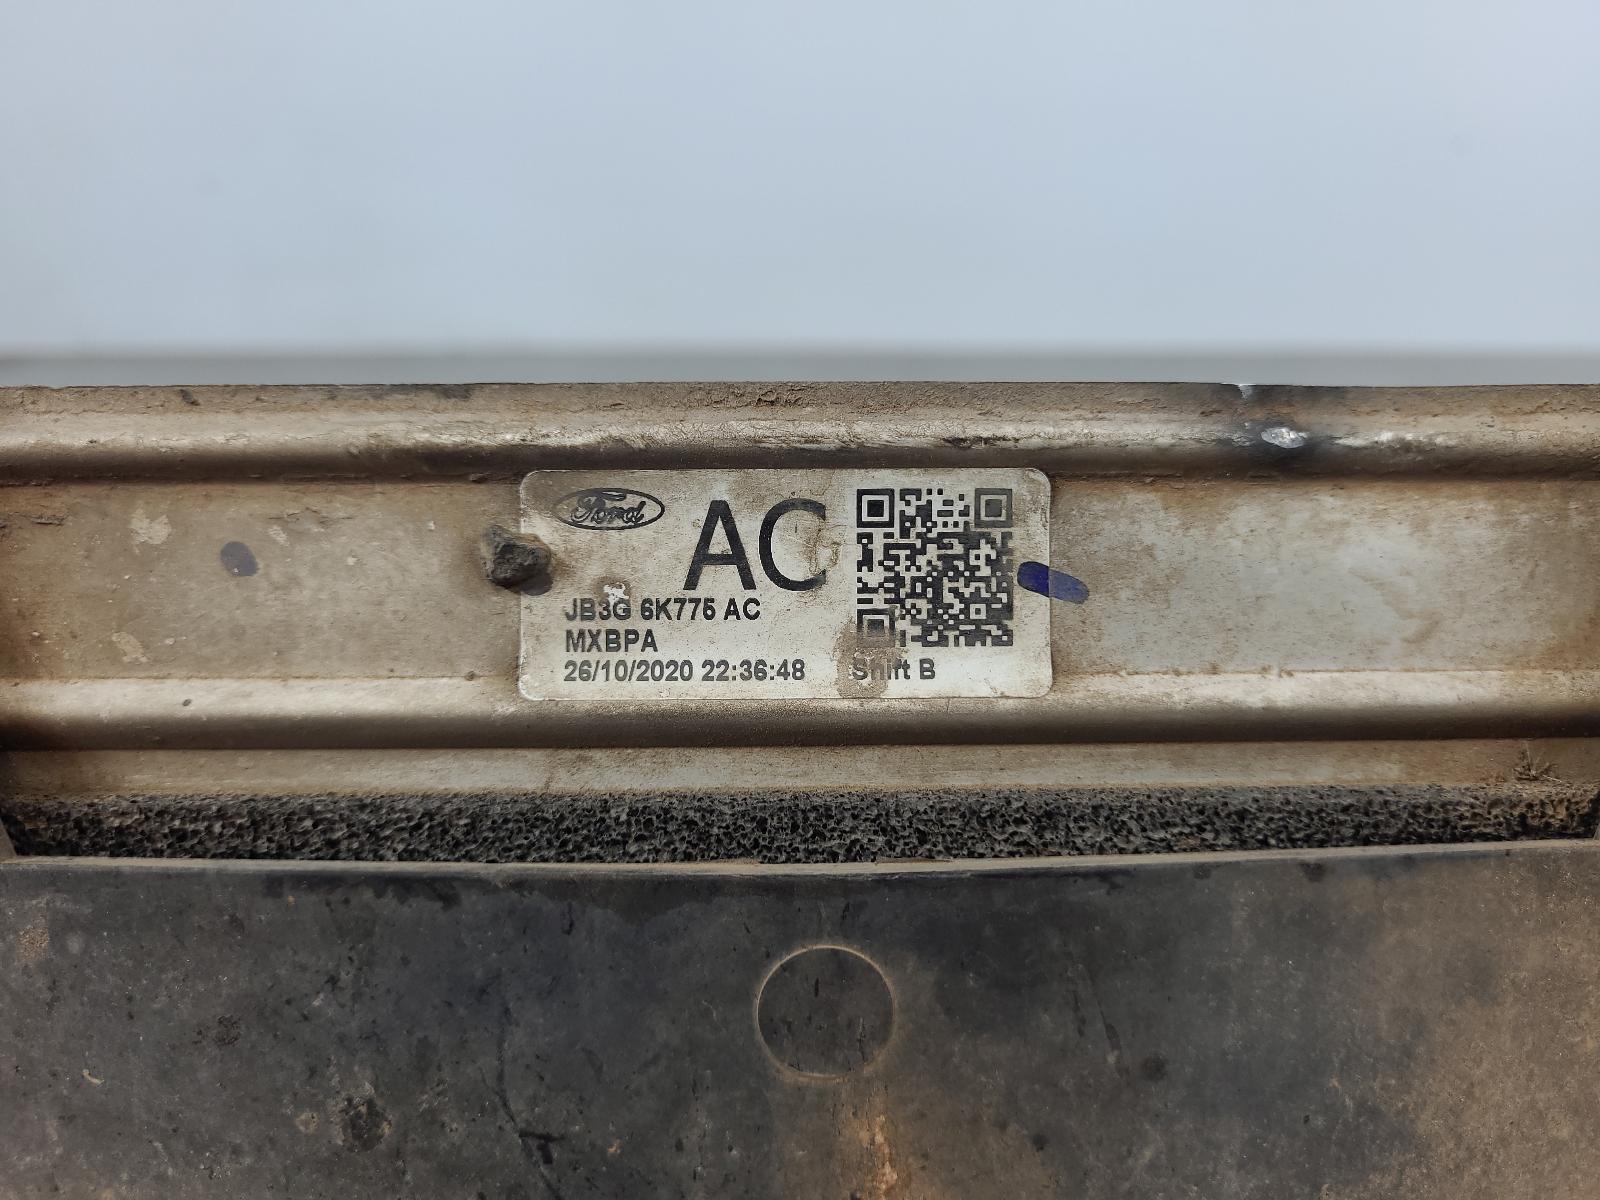 Ford
AC
JB3G 6K775 AC
MXBPA
26/10/2020 22:36:48 Shift B